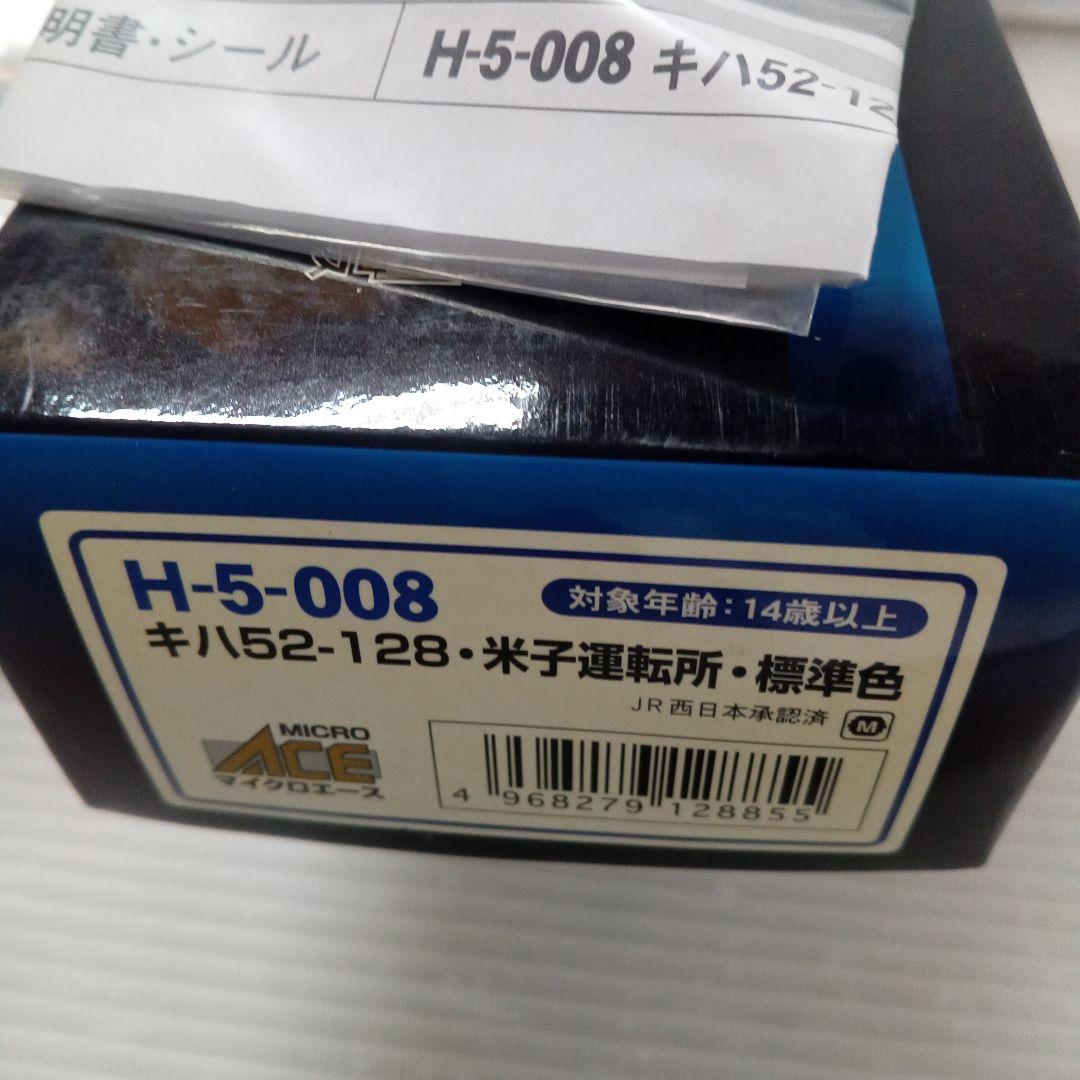 明書・シール
H-5-008 キハ52-12
H-5-008
対象年齢：14歳以上
キハ52-128・米子運転所・標準色
JR西日本承認済
M
MICRO
ACE
マイクロエース
4 968279 128855